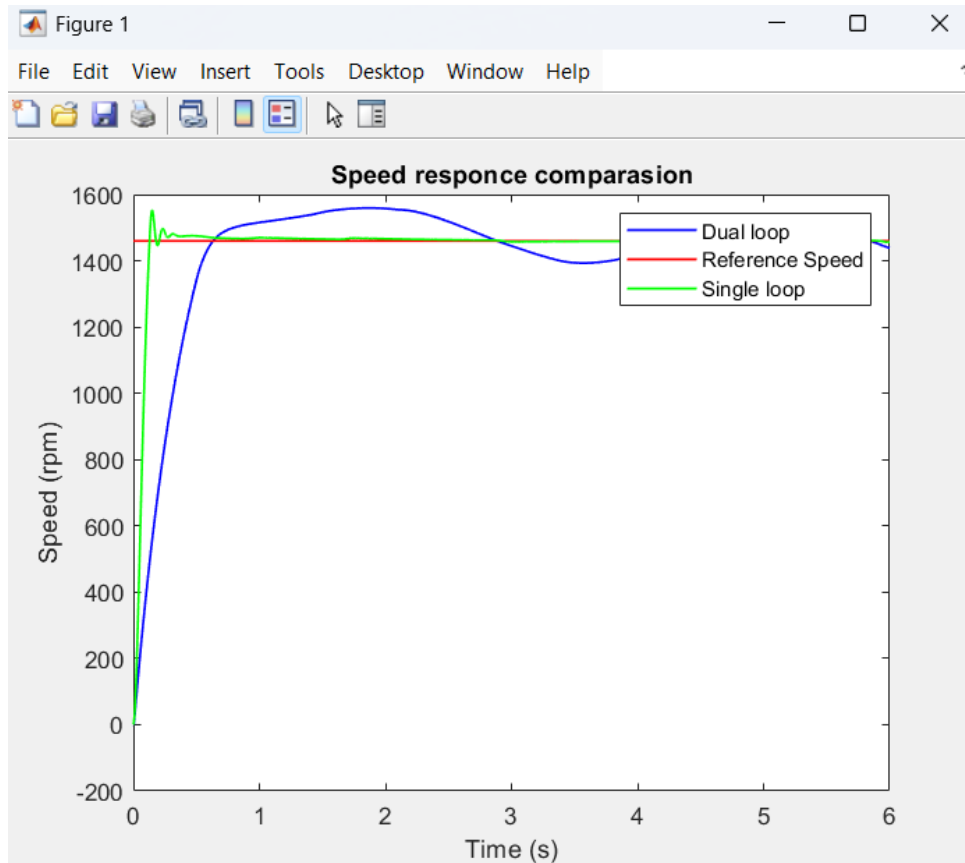 Figure 1
File Edit View Insert Tools Desktop Window Help
Speed responce comparasion
1600
1400
1200
1000
800
600
400
200
0
-200
Speed (rpm)
Dual loop
Reference Speed
Single loop
0 1 2 3 4 5 6
Time (s)